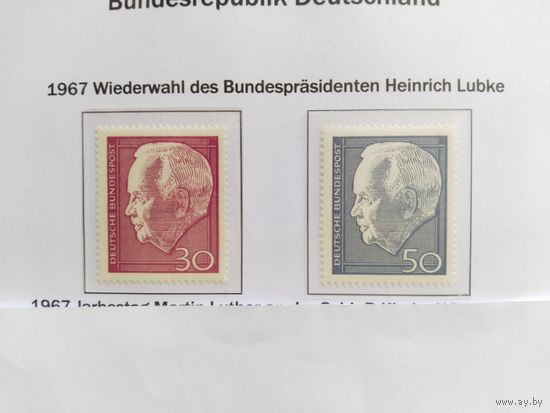 Bundesrepublik Deutschland
1967 Wiederwahl des Bundespräsidenten Heinrich Lubke
DEUTSCHE BUNDESPOST
30
DEUTSCHE BUNDESPOST
50
1967 Martin Luther
www.ay.by